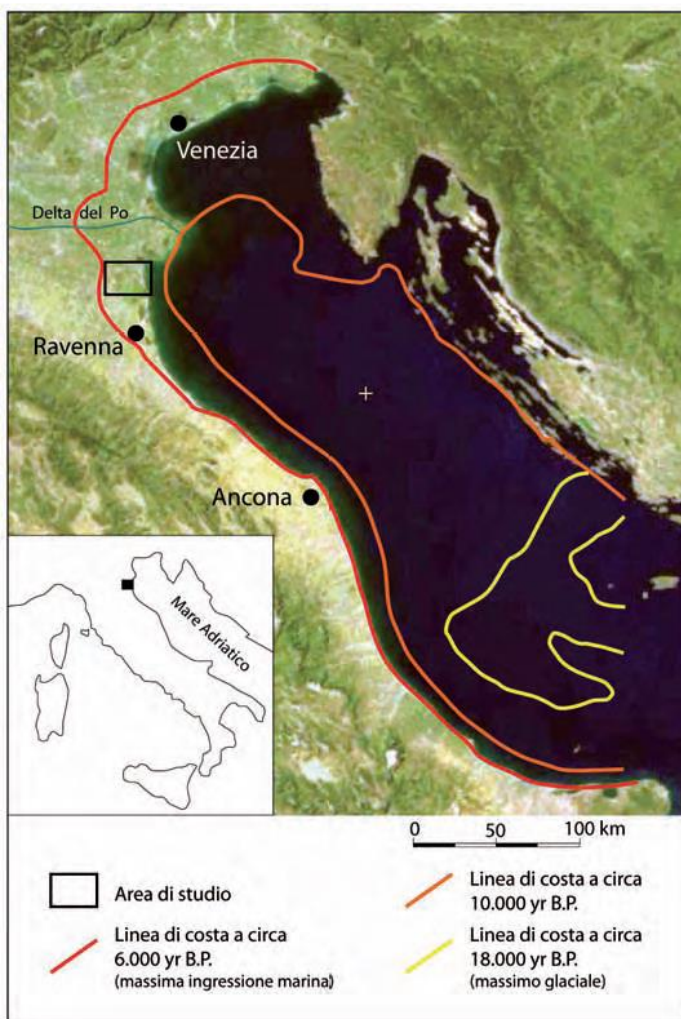 Venezia
Delta del Po
Ravenna
Ancona
Mare Adriatico
0 50 100 km
Area di studio
Linea di costa a circa
6.000 yr B.P.
(massima ingressione marina)
Linea di costa a circa
10.000 yr B.P.
Linea di costa a circa
18.000 yr B.P.
(massimo glaciale)